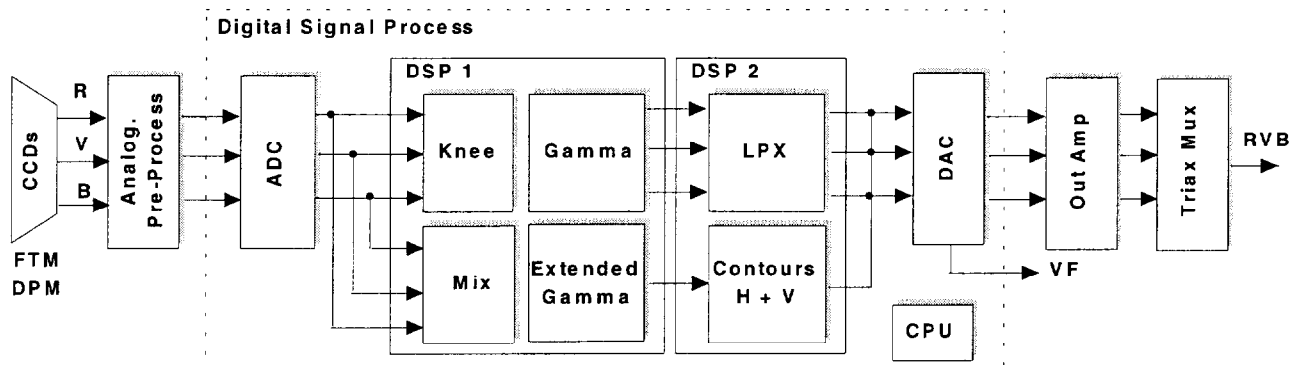 Digital Signal Process
DSP 1
DSP 2
R
V
B
CCDs
FTM
DPM
Analog.
Pre-Process
ADC
Knee
Gamma
Mix
Extended
Gamma
LPX
Contours
H + V
DAC
VF
CPU
Out Amp
Triax Mux
RVB